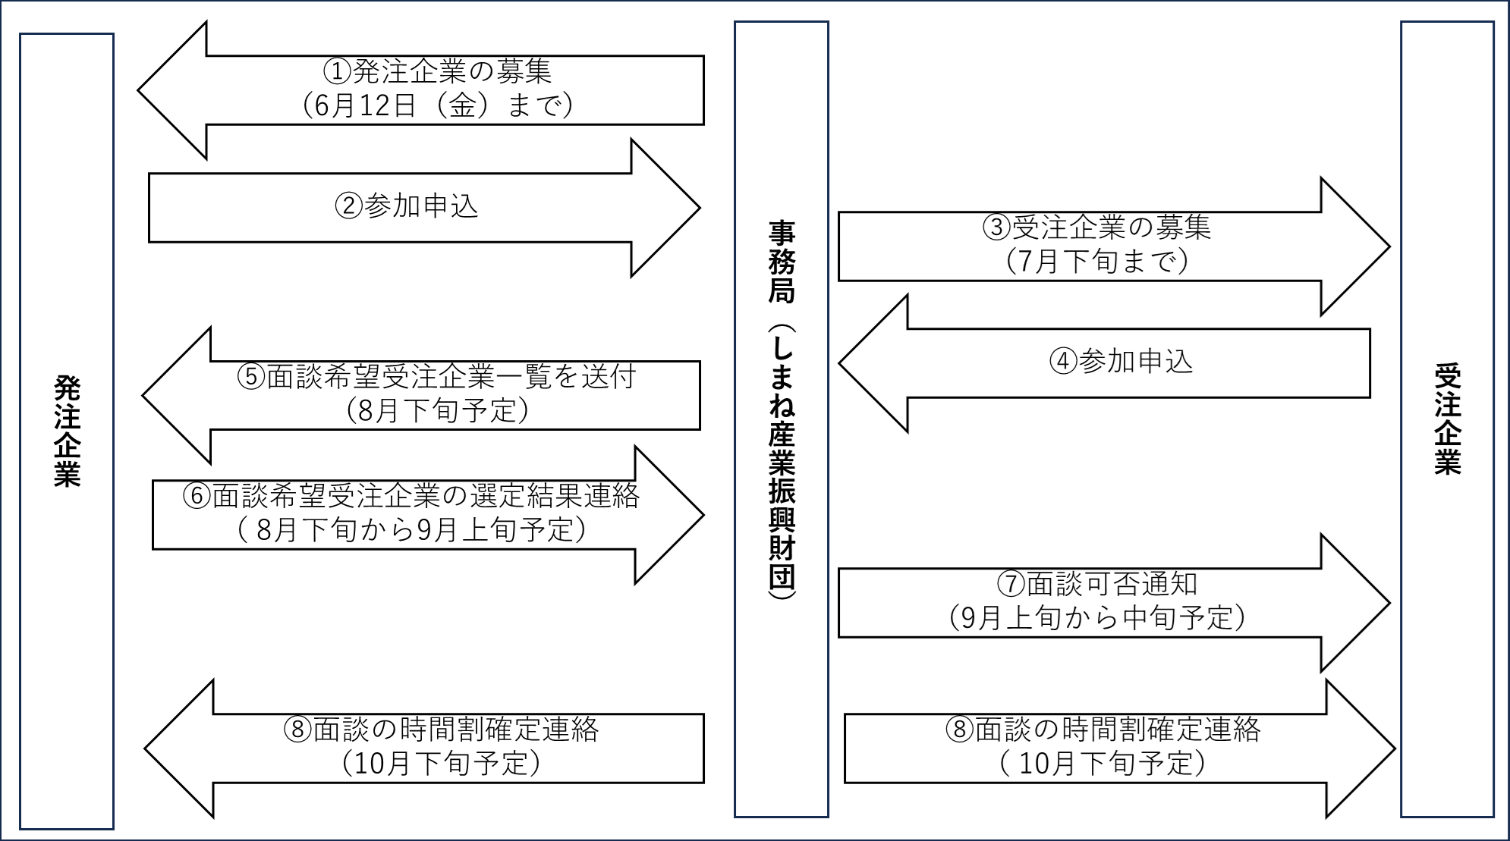 ①発注企業の募集
(6月12日（金）まで)
②参加申込
③受注企業の募集
(7月下旬まで)
④参加申込
⑤面談希望受注企業一覧を送付
(8月下旬予定)
⑥面談希望受注企業の選定結果連絡
( 8月下旬から9月上旬予定)
⑦面談可否通知
(9月上旬から中旬予定)
⑧面談の時間割確定連絡
(10月下旬予定)
⑧面談の時間割確定連絡
( 10月下旬予定)
発注企業
事務局（しまね産業振興財団）
受注企業